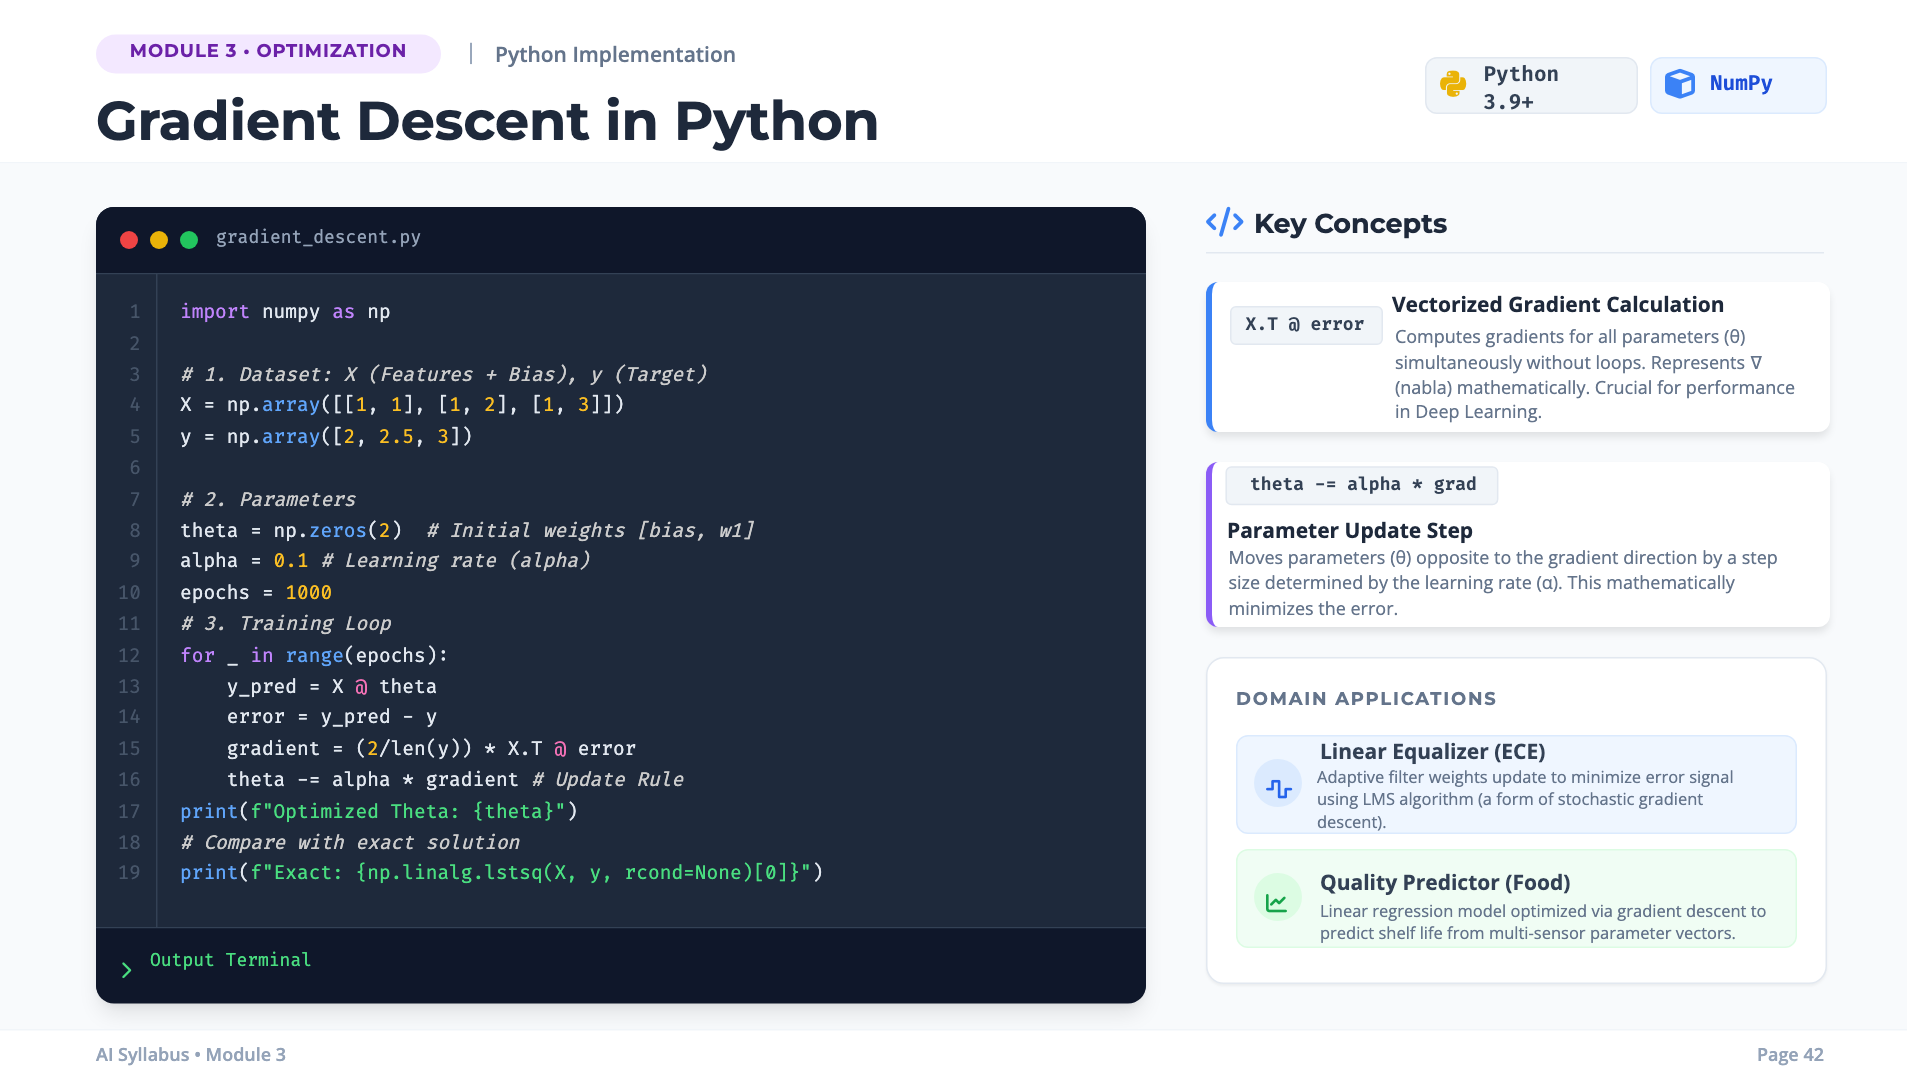 MODULE 3 • OPTIMIZATION
Python Implementation
Gradient Descent in Python
Python
3.9+
NumPy
gradient_descent.py
1 import numpy as np
2
3 # 1. Dataset: X (Features + Bias), y (Target)
4 X = np.array([[1, 1], [1, 2], [1, 3]])
5 y = np.array([2, 2.5, 3])
6
7 # 2. Parameters
8 theta = np.zeros(2)  # Initial weights [bias, w1]
9 alpha = 0.1 # Learning rate (alpha)
10 epochs = 1000
11 # 3. Training Loop
12 for _ in range(epochs):
13     y_pred = X @ theta
14     error = y_pred - y
15     gradient = (2/len(y)) * X.T @ error
16     theta -= alpha * gradient # Update Rule
17 print(f"Optimized Theta: {theta}")
18 # Compare with exact solution
19 print(f"Exact: {np.linalg.lstsq(X, y, rcond=None)[0]}")
Output Terminal
Key Concepts
X.T @ error
Vectorized Gradient Calculation
Computes gradients for all parameters (θ)
simultaneously without loops. Represents ∇
(nabla) mathematically. Crucial for performance
in Deep Learning.
theta -= alpha * grad
Parameter Update Step
Moves parameters (θ) opposite to the gradient direction by a step
size determined by the learning rate (α). This mathematically
minimizes the error.
DOMAIN APPLICATIONS
Linear Equalizer (ECE)
Adaptive filter weights update to minimize error signal
using LMS algorithm (a form of stochastic gradient
descent).
Quality Predictor (Food)
Linear regression model optimized via gradient descent to
predict shelf life from multi-sensor parameter vectors.
AI Syllabus • Module 3
Page 42